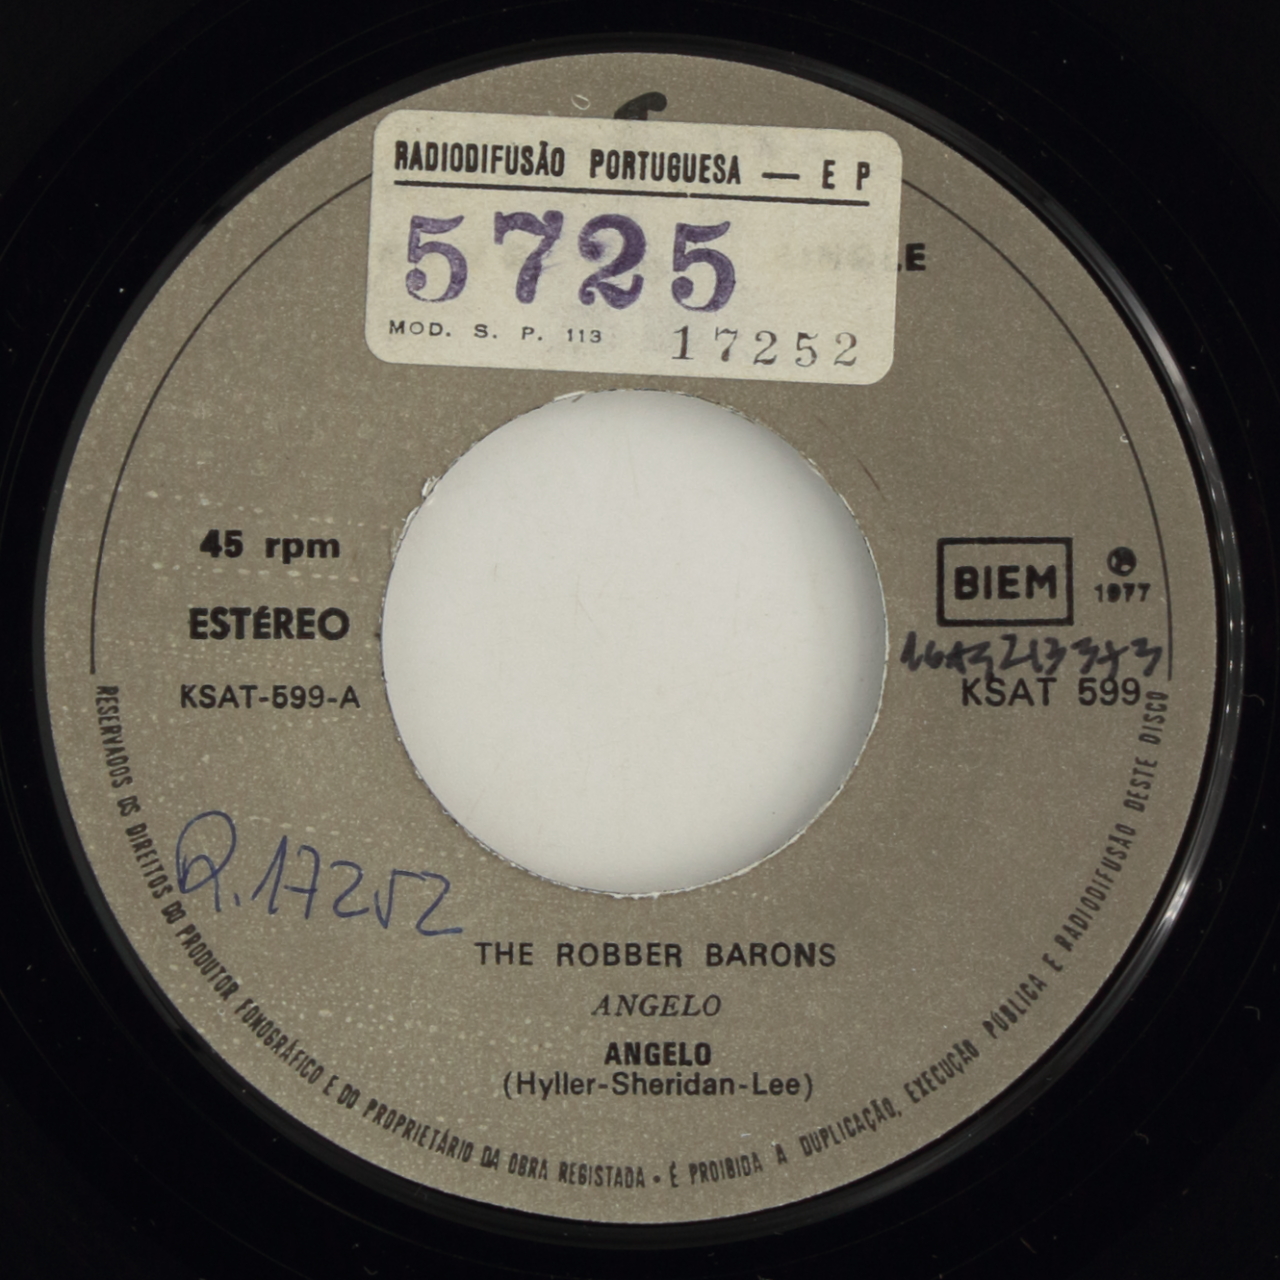 RADIODIFUSÃO PORTUGUESA — E P
5725
MOD. S. P. 113 17252
45 rpm
ESTÉREO
KSAT-599-A
BIEM
1977
KSAT 599
Q.17252
THE ROBBER BARONS
ANGELO
ANGELO
(Hyller-Sheridan-Lee)
RESERVADOS OS DIREITOS DO PRODUTOR FONOGRÁFICO E DO PROPRIETÁRIO DA OBRA REGISTADA • É PROIBIDA A DUPLICAÇÃO, EXECUÇÃO PÚBLICA E RADIODIFUSÃO DESTE DISCO